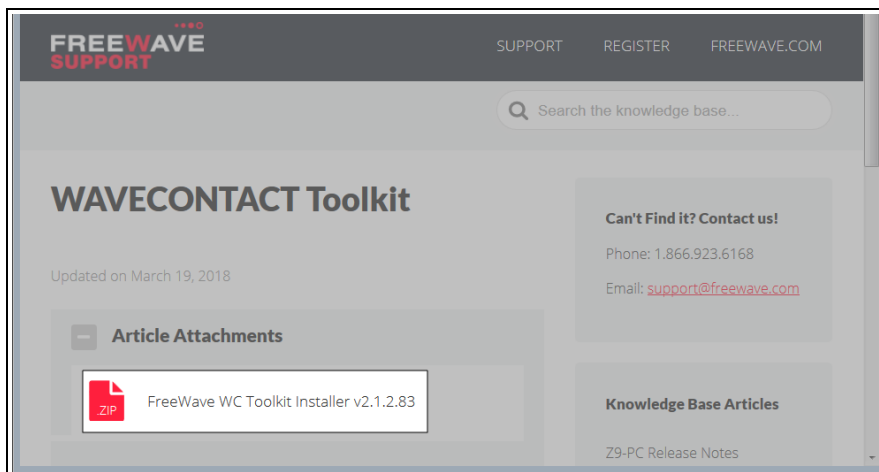 FREEWAVE
SUPPORT
SUPPORT REGISTER FREEWAVE.COM
Search the knowledge base...
WAVECONTACT Toolkit
Updated on March 19, 2018
Article Attachments
.ZIP FreeWave WC Toolkit Installer v2.1.2.83
Can't Find it? Contact us!
Phone: 1.866.923.6168
Email: support@freewave.com
Knowledge Base Articles
Z9-PC Release Notes